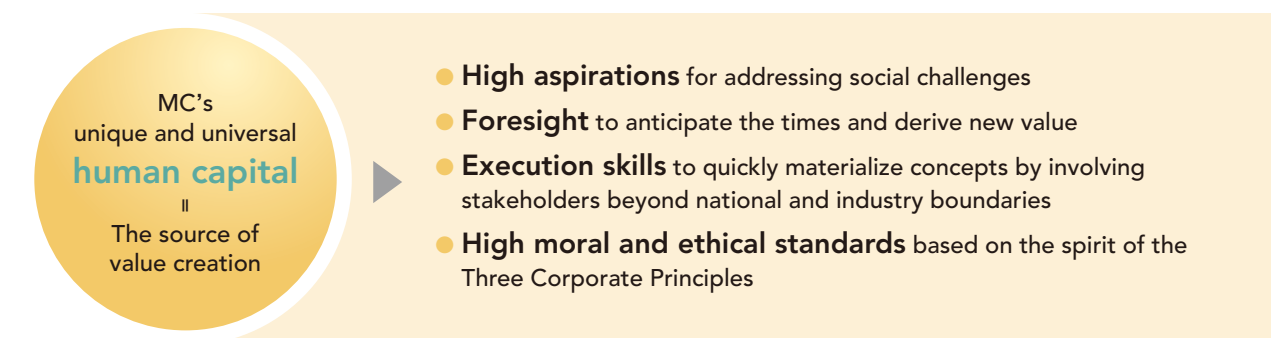 MC’s
unique and universal
human capital
=
The source of
value creation
High aspirations for addressing social challenges
Foresight to anticipate the times and derive new value
Execution skills to quickly materialize concepts by involving
stakeholders beyond national and industry boundaries
High moral and ethical standards based on the spirit of the
Three Corporate Principles